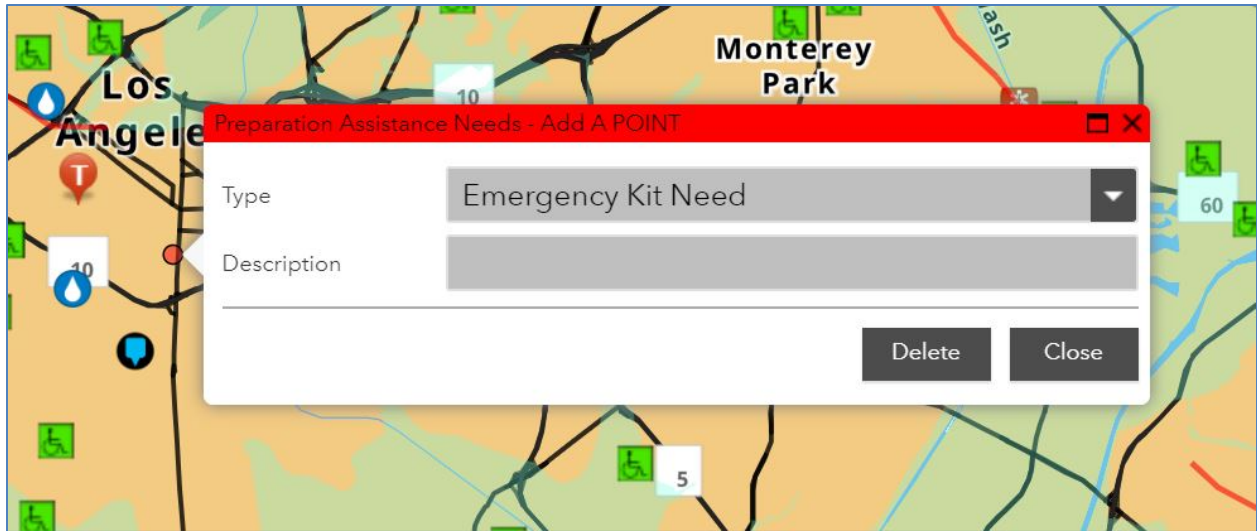 Monterey
Park
ash
Los
Angele
10
Preparation Assistance Needs - Add A POINT
T
Type
Emergency Kit Need
60
10
Description
Delete
Close
5